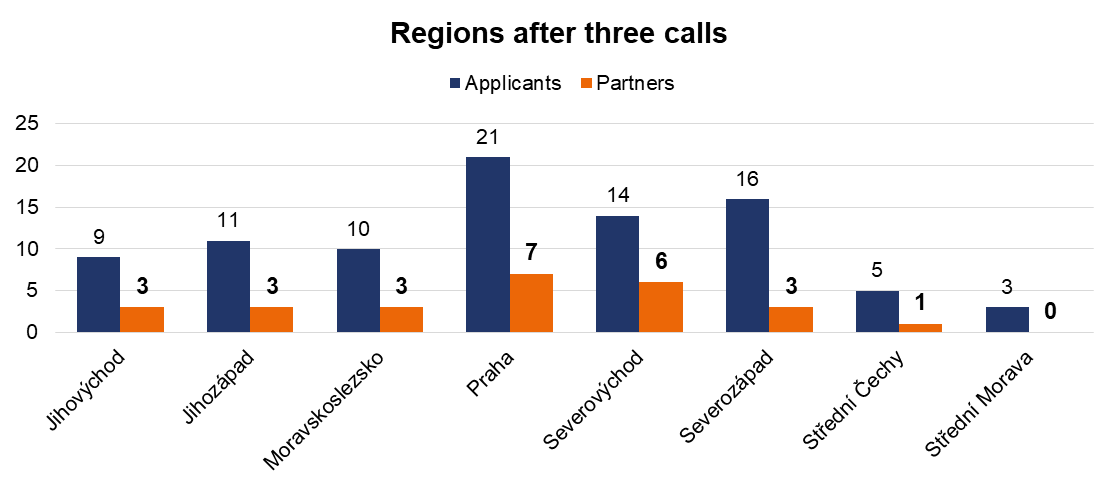 Regions after three calls
Applicants Partners
25
20
15
10
5
0
9 3
11 3
10 3
21 7
14 6
16 3
5 1
3 0
Jihovýchod
Jihozápad
Moravskoslezsko
Praha
Severovýchod
Severozápad
Střední Čechy
Střední Morava